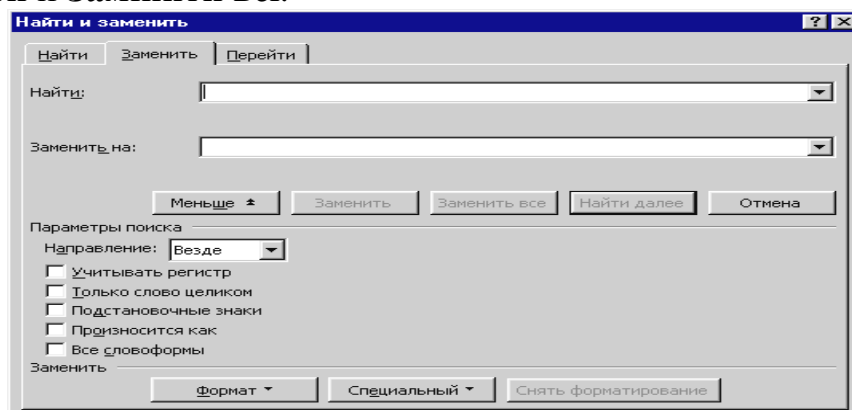 Найти и заменить
Найти Заменить Перейти
Найти:
Заменить на:
Меньше Заменить Заменить все Найти далее Отмена
Параметры поиска
Направление: Везде
Учитывать регистр
Только слово целиком
Подстановочные знаки
Произносится как
Все словоформы
Заменить
Формат Специальный Снять форматирование